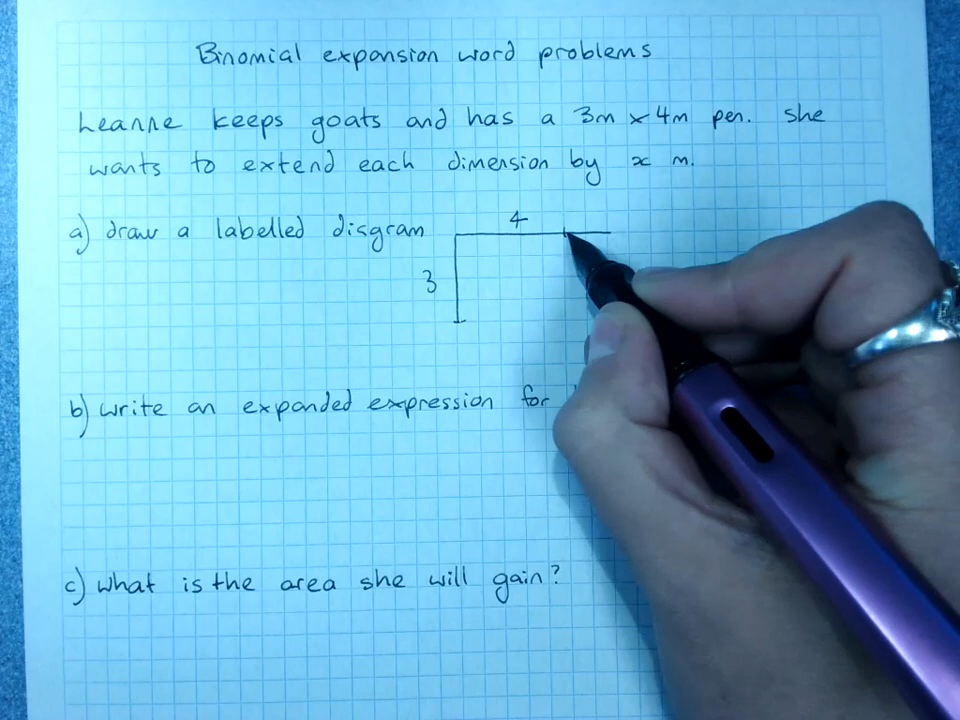 Binomial expansion word problems
Leanne keeps goats and has a 3m x 4m pen. She
wants to extend each dimension by x m.
a) draw a labelled disgram
4
3
b) write an expanded expression for
c) what is the area she will gain?